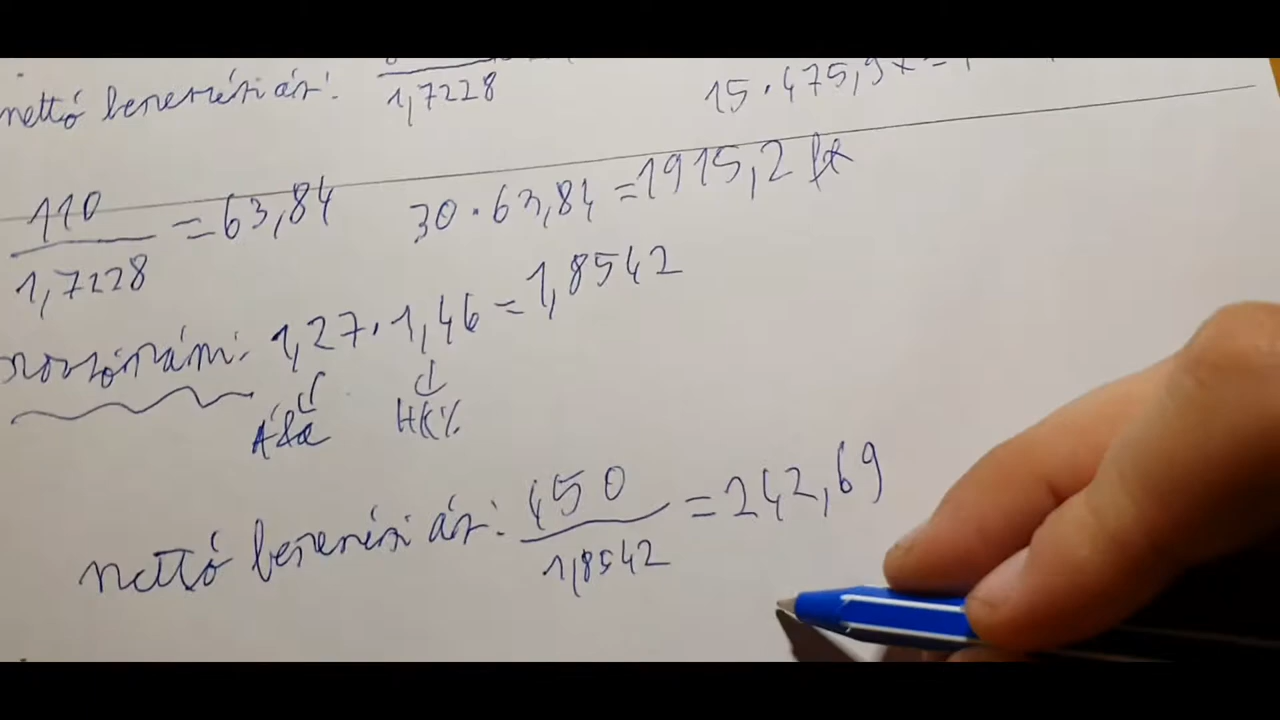 nettó beszerzési ár: 1,7228
15 · 475,9
110 / 1,7228 = 63,84
30 · 63,84 = 1915,2 ft
szorzószám: 1,27 · 1,46 = 1,8542
Áfa HK%
nettó beszerzési ár: 450 / 1,8542 = 242,69